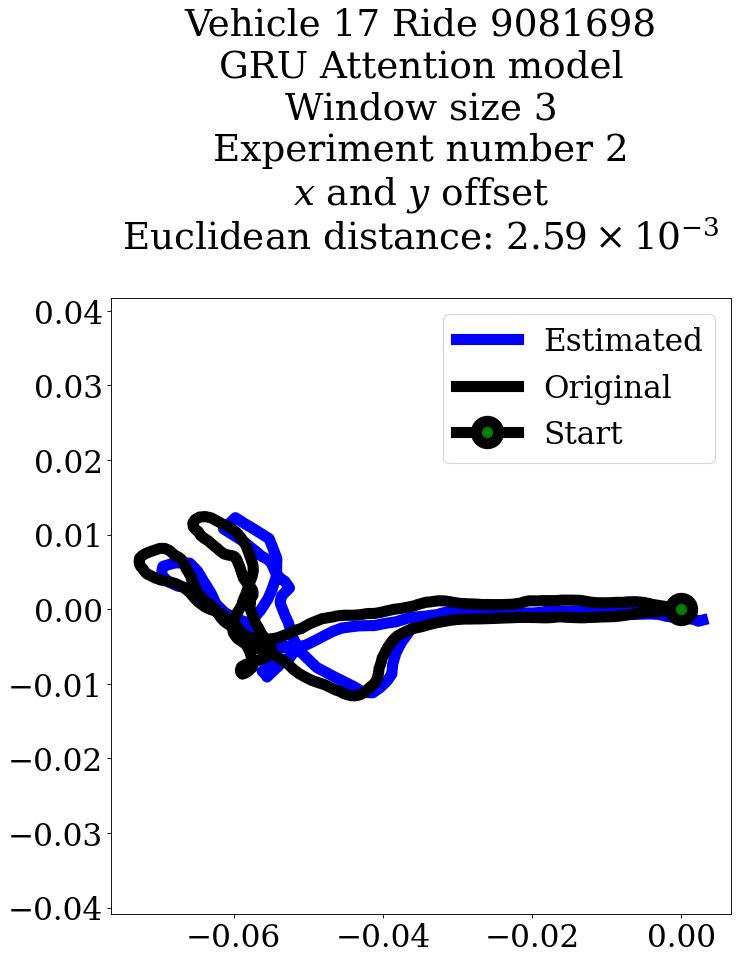 Vehicle 17 Ride 9081698
GRU Attention model
Window size 3
Experiment number 2
x and y offset
Euclidean distance: 2.59 × 10⁻³
Estimated
Original
Start
0.04
0.03
0.02
0.01
0.00
−0.01
−0.02
−0.03
−0.04
−0.06
−0.04
−0.02
0.00